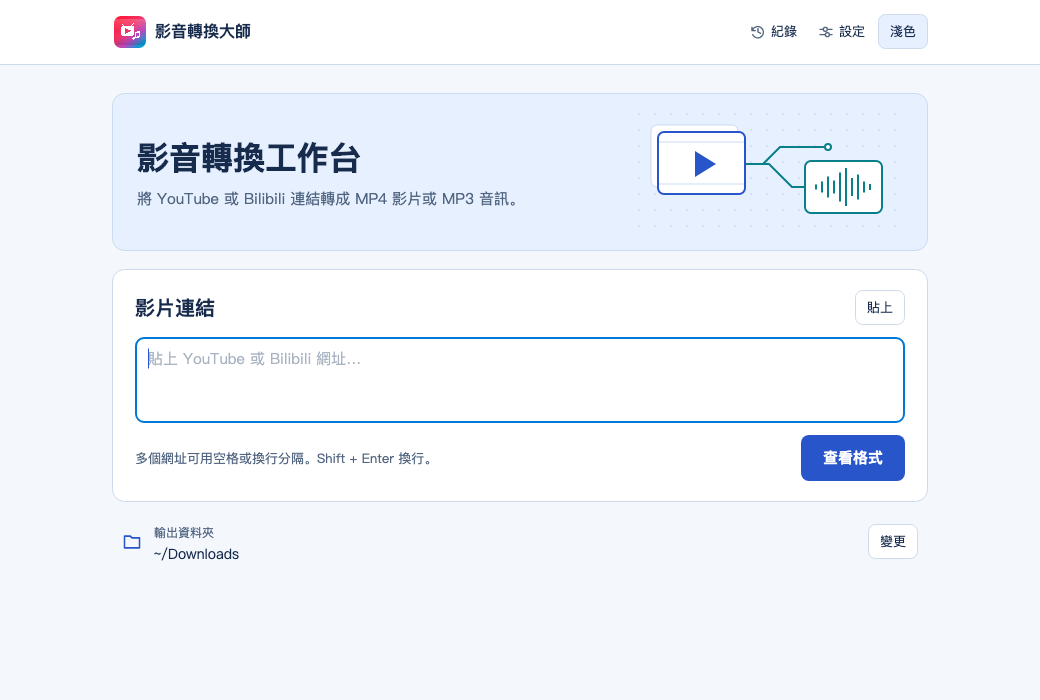 影音轉換大師
紀錄
設定
淺色
影音轉換工作台
將 YouTube 或 Bilibili 連結轉成 MP4 影片或 MP3 音訊。
影片連結
貼上
貼上 YouTube 或 Bilibili 網址…
多個網址可用空格或換行分隔。Shift + Enter 換行。
查看格式
輸出資料夾
~/Downloads
變更